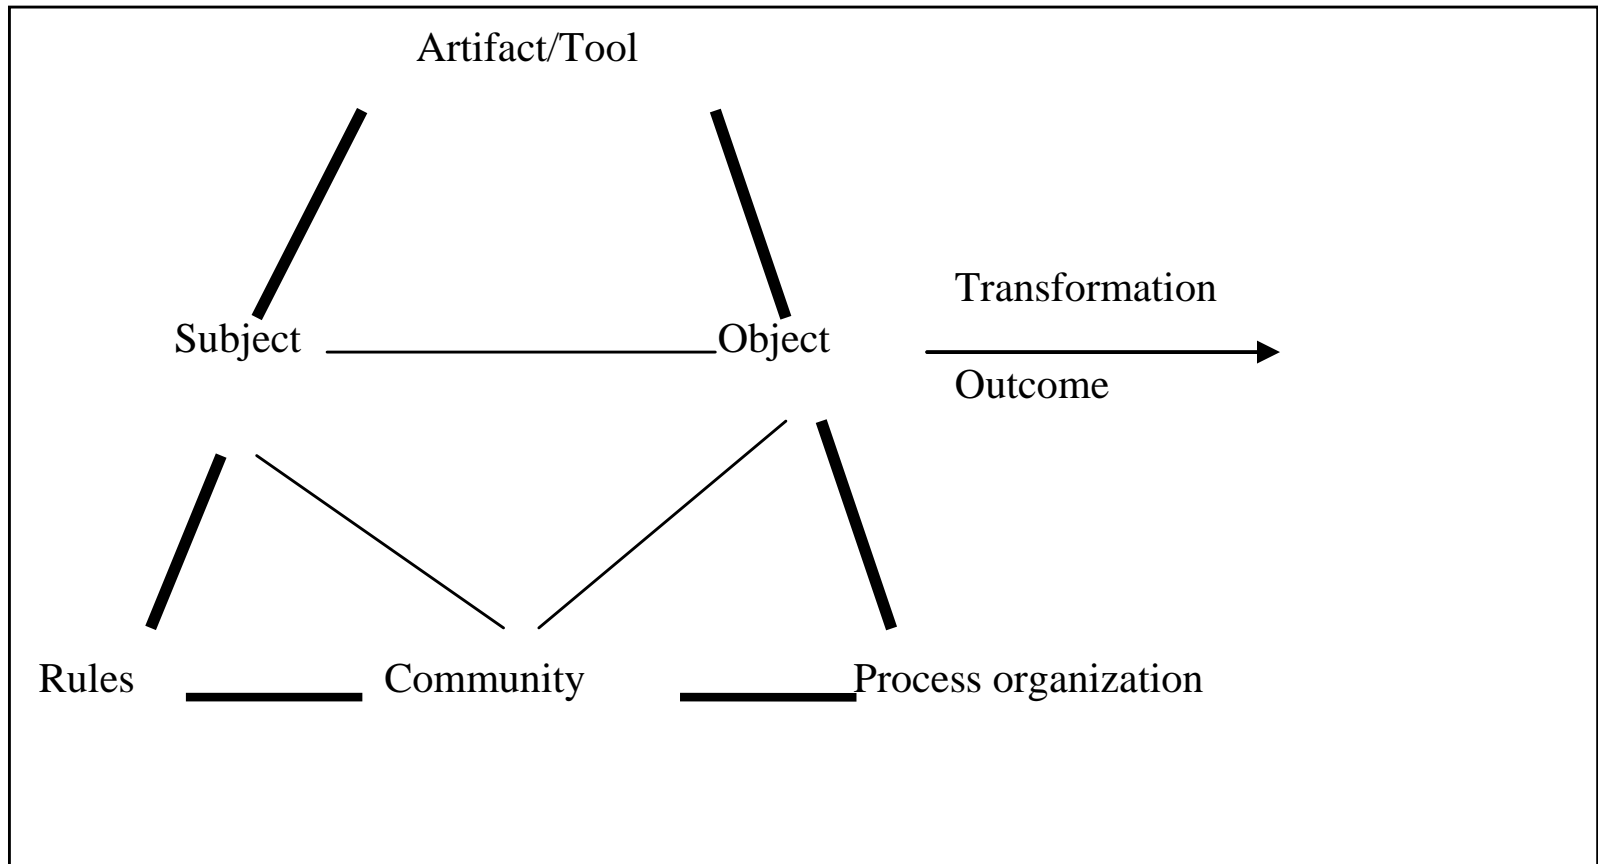 Artifact/Tool
Transformation
Subject
Object
Outcome
Rules
Community
Process organization